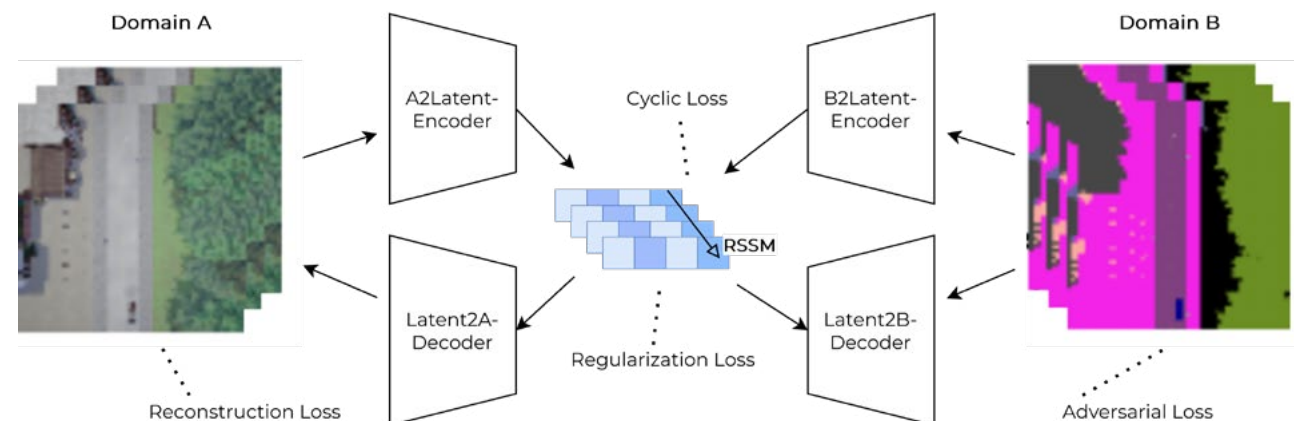 Domain A
Domain B
A2Latent-
Encoder
Cyclic Loss
B2Latent-
Encoder
RSSM
Latent2A-
Decoder
Regularization Loss
Latent2B-
Decoder
Reconstruction Loss
Adversarial Loss